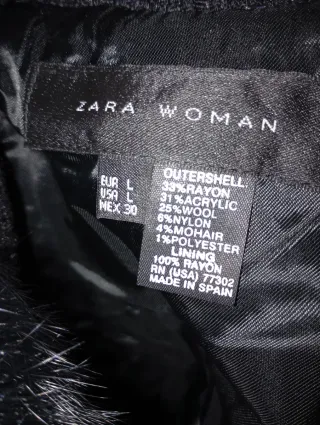 ZARA WOMAN
EUR L
USA L
MEX 30
OUTERSHELL:
33%RAYON
31%ACRYLIC
25%WOOL
6%NYLON
4%MOHAIR
1%POLYESTER
LINING
100% RAYON
RN (USA) 77302
MADE IN SPAIN